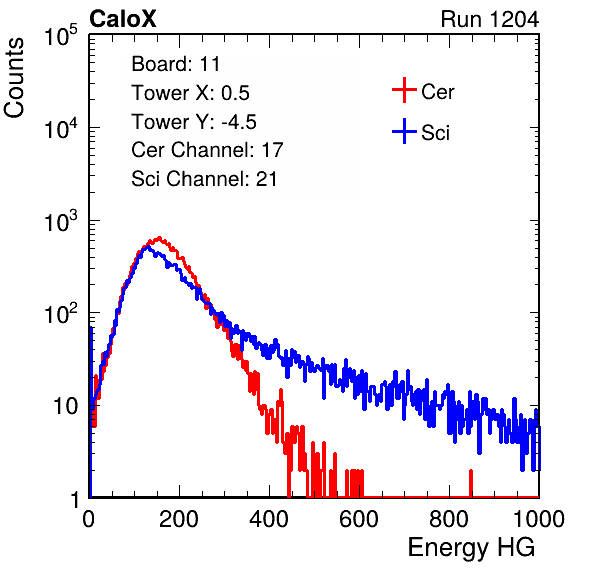 CaloX Run 1204
Counts
10^5
10^4
10^3
10^2
10
1
Board: 11
Tower X: 0.5
Tower Y: -4.5
Cer Channel: 17
Sci Channel: 21
Cer
Sci
0 200 400 600 800 1000
Energy HG